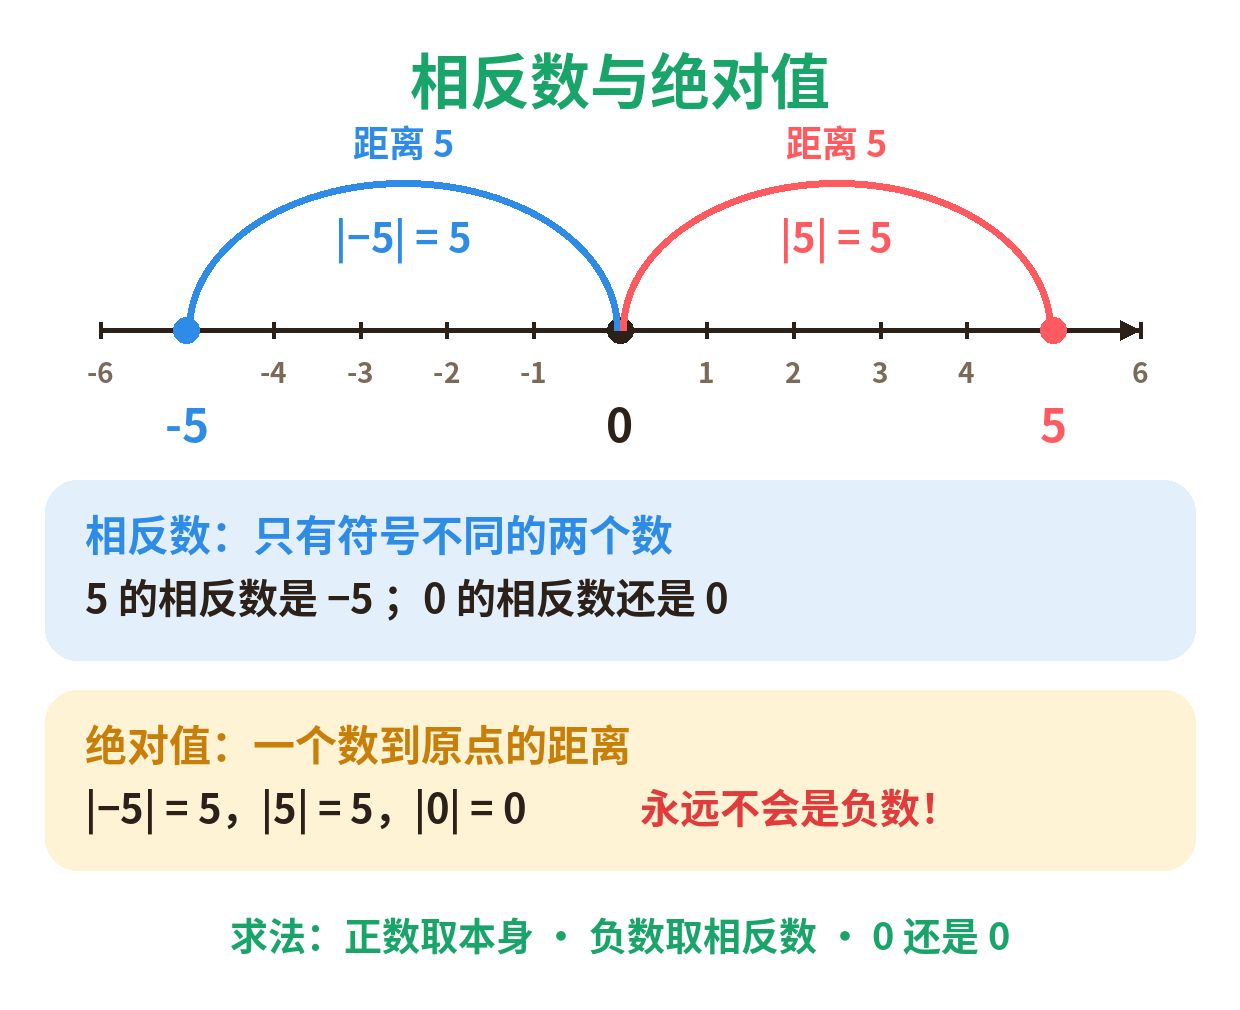 相反数与绝对值
距离 5 距离 5
|−5| = 5 |5| = 5
-6 -4 -3 -2 -1 1 2 3 4 6
-5 0 5
相反数：只有符号不同的两个数
5 的相反数是 −5；0 的相反数还是 0
绝对值：一个数到原点的距离
|−5| = 5，|5| = 5，|0| = 0 永远不会是负数！
求法：正数取本身 · 负数取相反数 · 0 还是 0